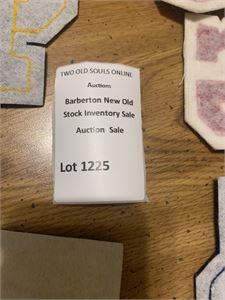 TWO OLD SOULS ONLINE
Auctions
Barberton New Old
Stock Inventory Sale
Auction Sale
Lot 1225